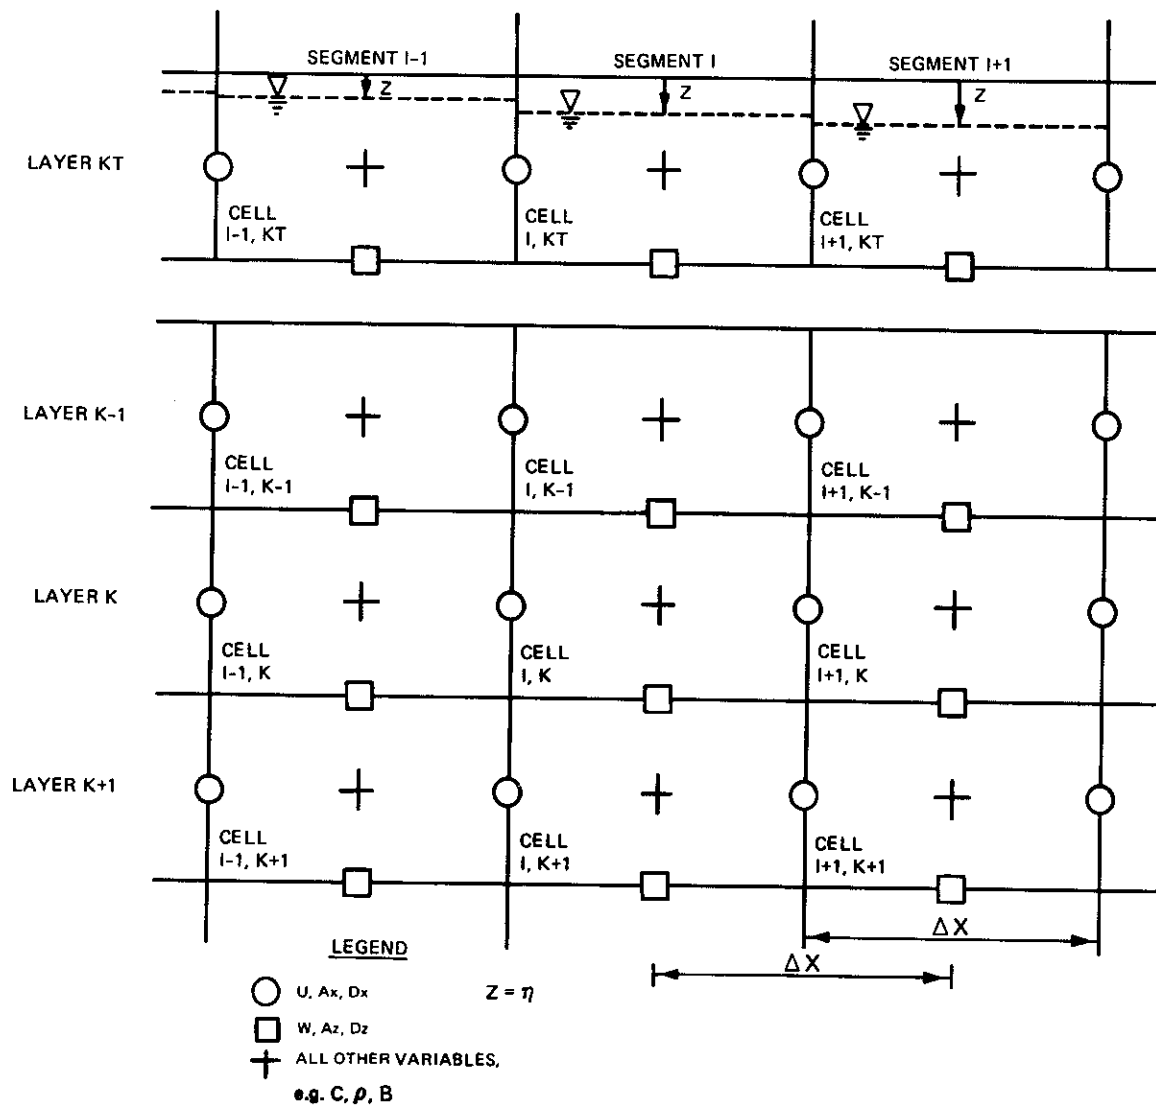 SEGMENT I-1
SEGMENT I
SEGMENT I+1
Z
Z
Z
LAYER KT
CELL
I-1, KT
CELL
I, KT
CELL
I+1, KT
LAYER K-1
CELL
I-1, K-1
CELL
I, K-1
CELL
I+1, K-1
LAYER K
CELL
I-1, K
CELL
I, K
CELL
I+1, K
LAYER K+1
CELL
I-1, K+1
CELL
I, K+1
CELL
I+1, K+1
Δ X
Δ X
LEGEND
U, Ax, Dx
Z = η
W, Az, Dz
ALL OTHER VARIABLES,
e.g. C, ρ, B